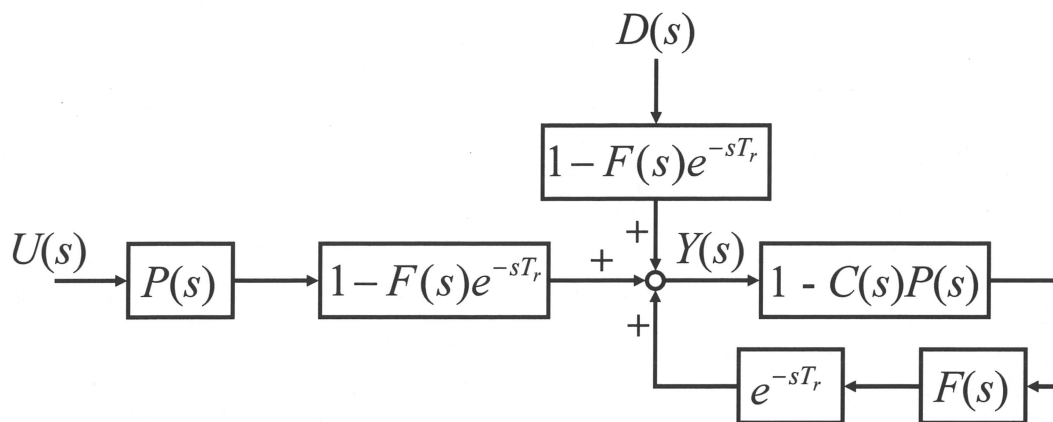 D(s)
1 − F(s)e^{−sT_r}
+
U(s)
P(s)
1 − F(s)e^{−sT_r}
+
Y(s)
1 - C(s)P(s)
+
e^{−sT_r}
F(s)